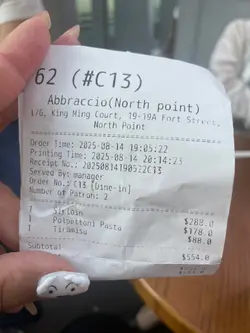 62 (#C13)
Abbraccio(North point)
1/G, King Ming Court, 19-19A Fort Street,
North Point
Order Time: 2025-08-14 19:05:22
Printing Time: 2025-08-14 20:14:23
Receipt No.: 20250814190522C13
Served By: manager
Order No.: C13 [Dine-in]
Number of Patron: 2
1 Sirloin $288.0
1 Polpettoni Pasta $178.0
1 Tiramisu $88.0
Subtotal $554.0